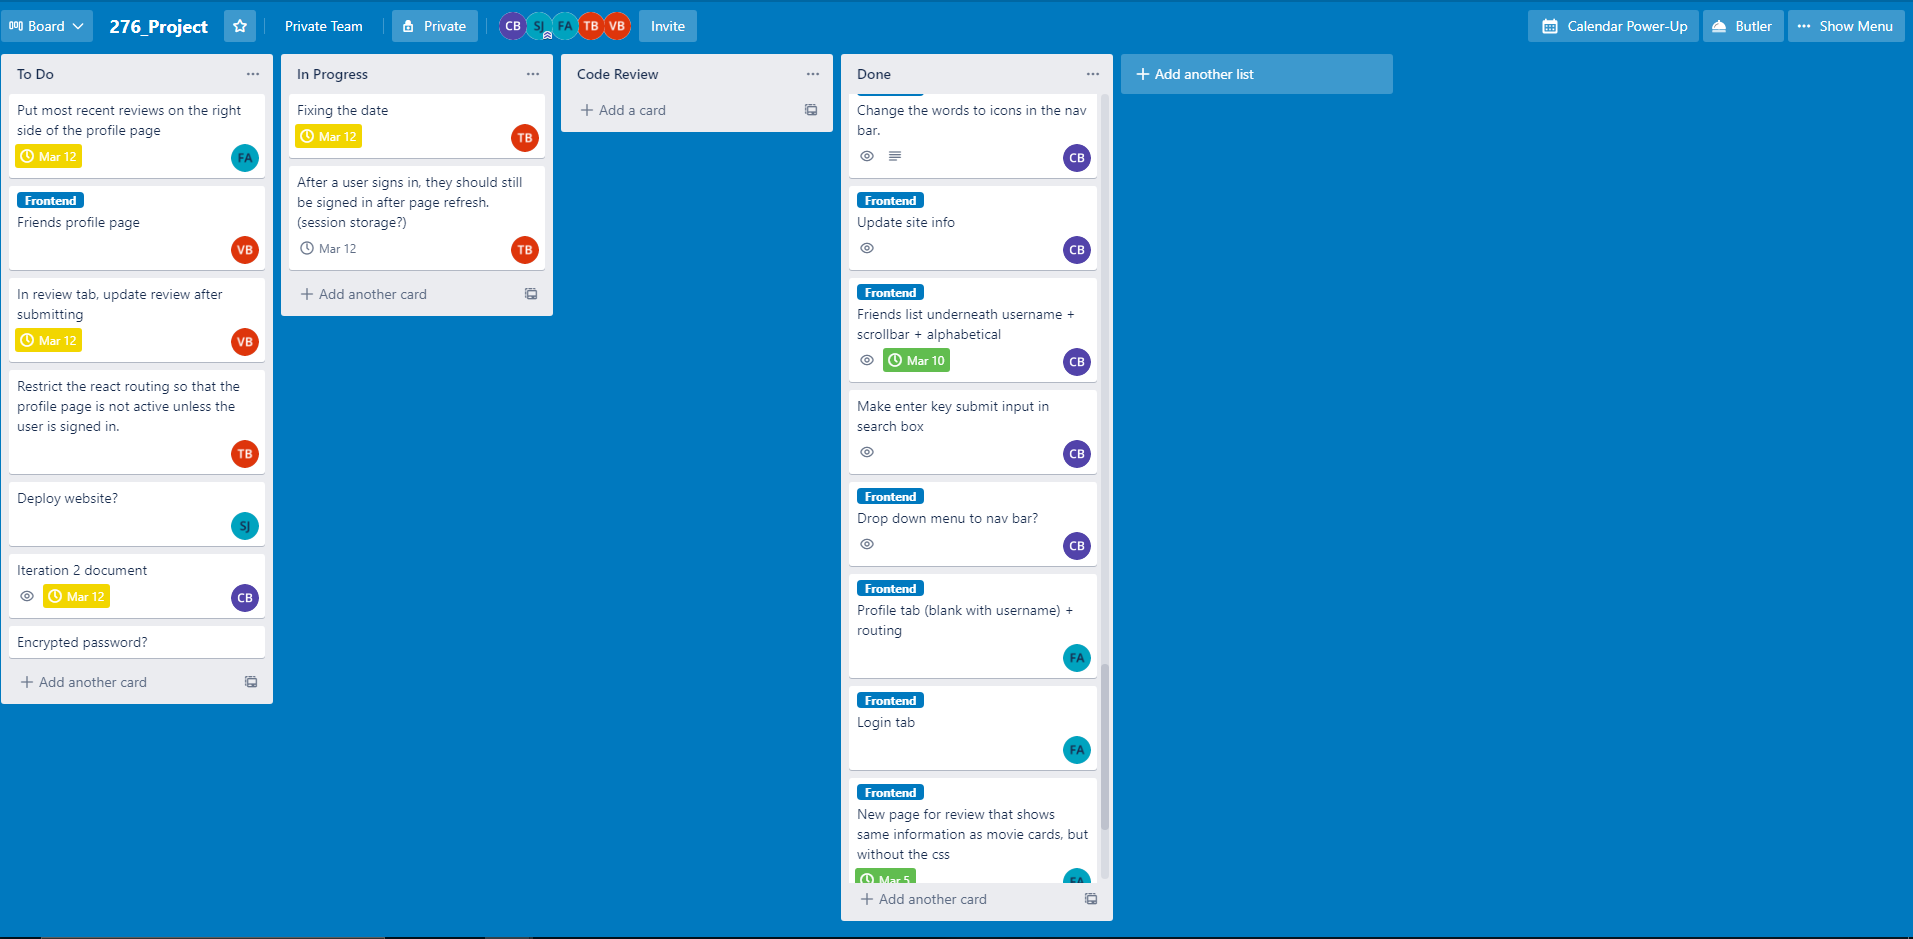 Board
276_Project
Private Team
Private
CB SJ FA TB VB
Invite
Calendar Power-Up
Butler
Show Menu
To Do
Put most recent reviews on the right
side of the profile page
Mar 12
FA
Frontend
Friends profile page
VB
In review tab, update review after
submitting
Mar 12
VB
Restrict the react routing so that the
profile page is not active unless the
user is signed in.
TB
Deploy website?
SJ
Iteration 2 document
Mar 12
CB
Encrypted password?
+ Add another card
In Progress
Fixing the date
Mar 12
TB
After a user signs in, they should still
be signed in after page refresh.
(session storage?)
Mar 12
TB
+ Add another card
Code Review
+ Add a card
Done
Change the words to icons in the nav
bar.
CB
Frontend
Update site info
CB
Frontend
Friends list underneath username +
scrollbar + alphabetical
Mar 10
CB
Make enter key submit input in
search box
CB
Frontend
Drop down menu to nav bar?
CB
Frontend
Profile tab (blank with username) +
routing
FA
Frontend
Login tab
FA
Frontend
New page for review that shows
same information as movie cards, but
without the css
Mar 5
FA
+ Add another card
+ Add another list